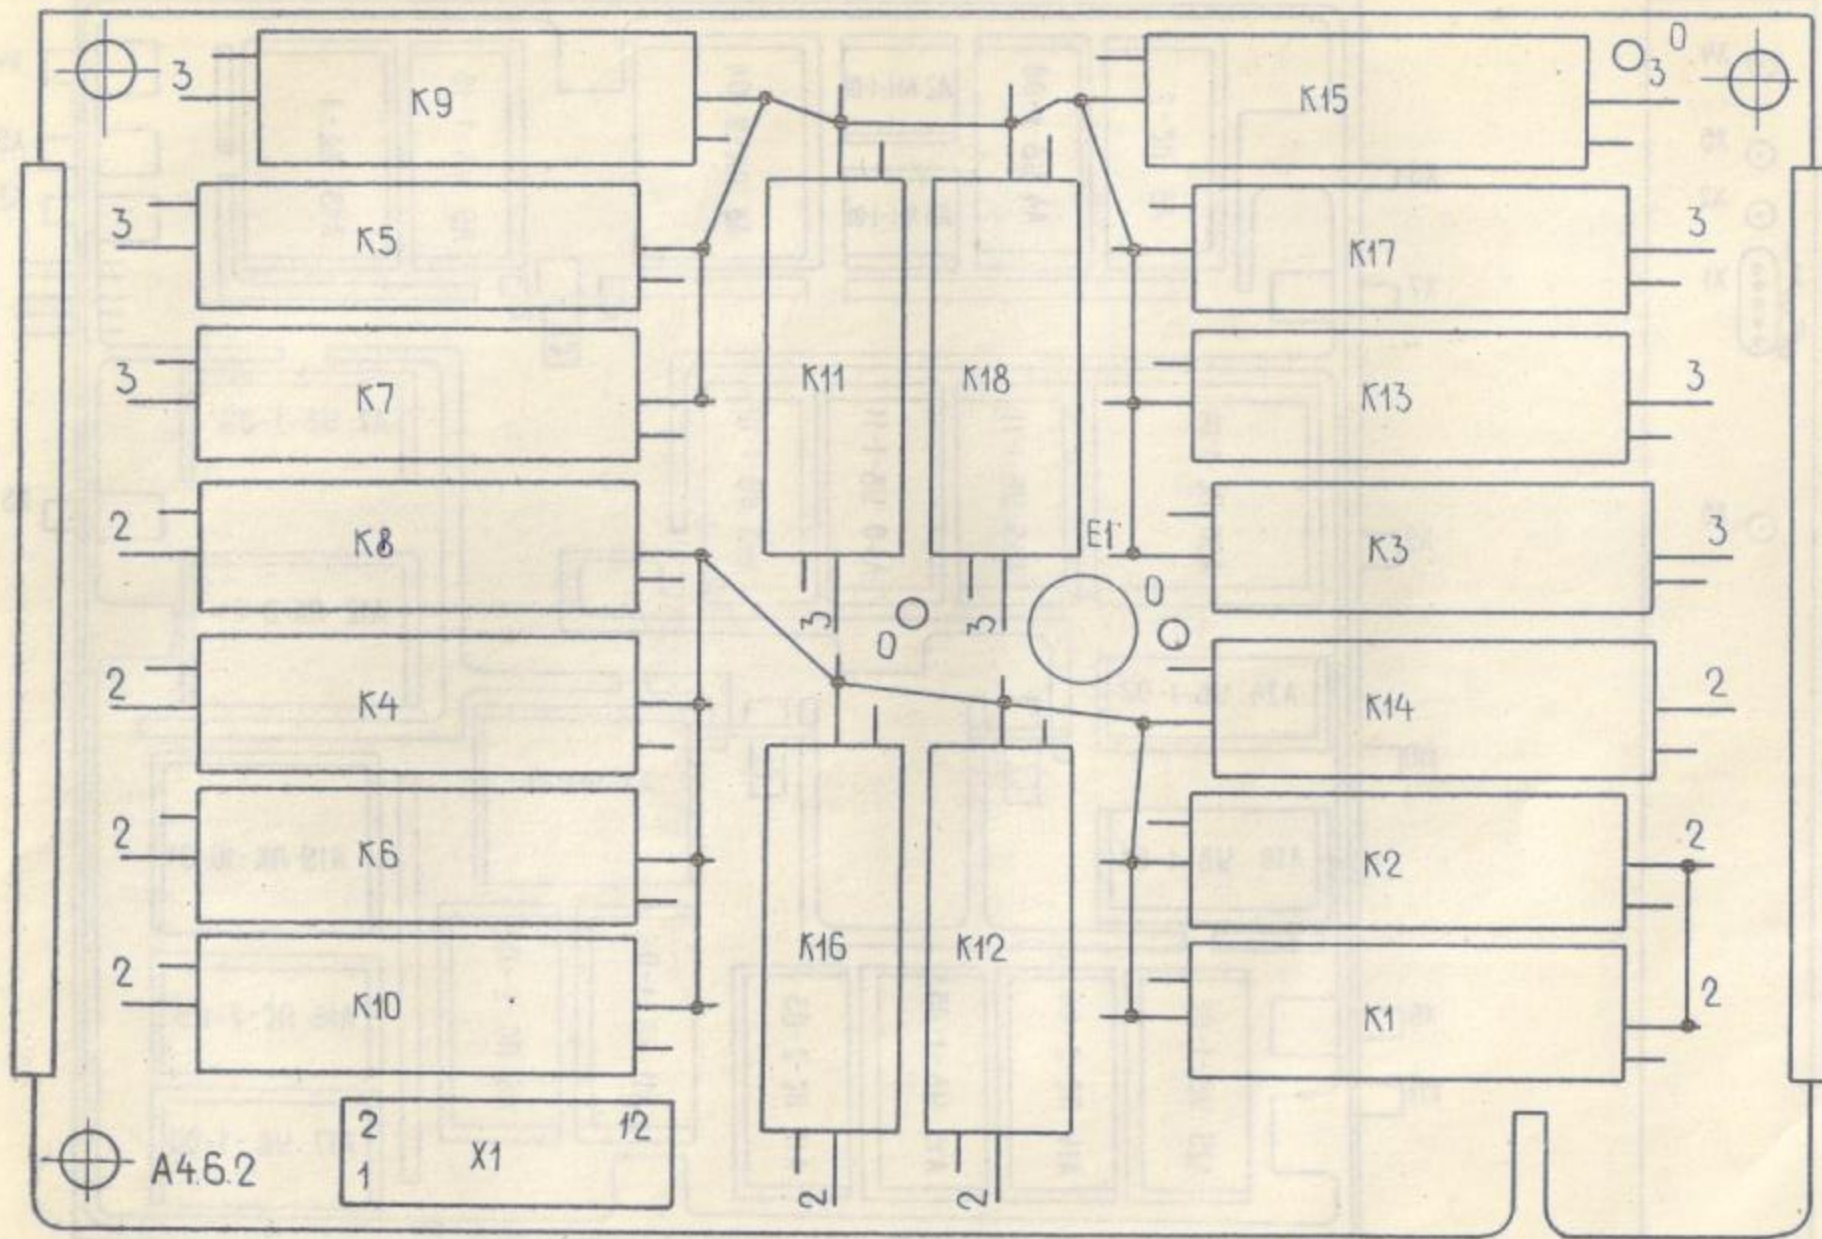 0
3 K9 K15 3
3 K5 K17 3
3 K7 K11 K18 K13 3
2 K8 E1 K3 3
3 0 3 0
2 K4 K14 2
2 K6 K2 2
2 K10 K16 K12 K1 2
2 12
X1
1
A4.6.2
2 2